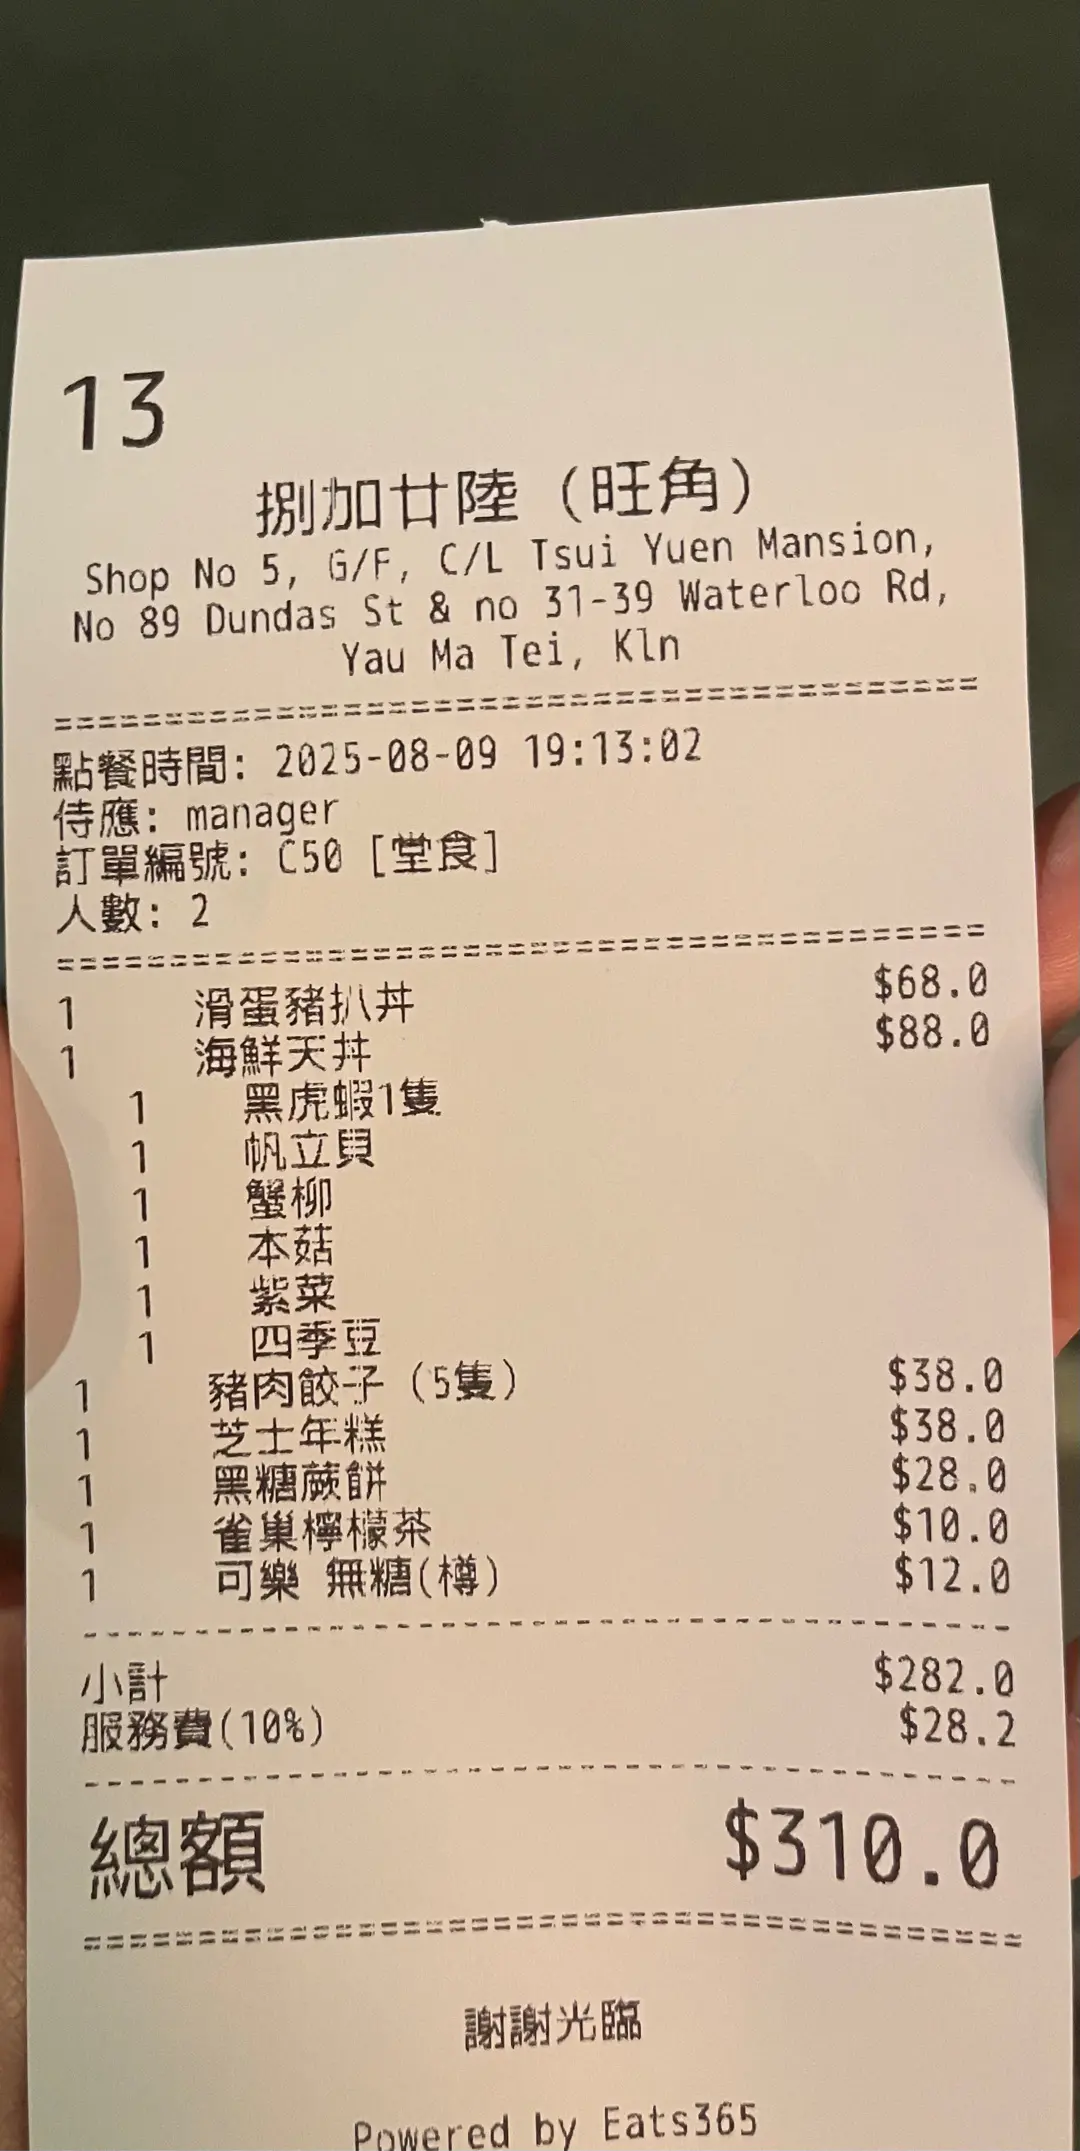 13
捌加廿陸 (旺角)
Shop No 5, G/F, C/L Tsui Yuen Mansion,
No 89 Dundas St & no 31-39 Waterloo Rd,
Yau Ma Tei, Kln
點餐時間: 2025-08-09 19:13:02
侍應: manager
訂單編號: C50 [堂食]
人數: 2
1 滑蛋豬扒丼 $68.0
1 海鮮天丼 $88.0
1 黑虎蝦1隻
1 帆立貝
1 蟹柳
1 本菇
1 紫菜
1 四季豆
1 豬肉餃子 (5隻) $38.0
1 芝士年糕 $38.0
1 黑糖蕨餅 $28.0
1 雀巢檸檬茶 $10.0
1 可樂 無糖(樽) $12.0
小計 $282.0
服務費(10%) $28.2
總額 $310.0
謝謝光臨
Powered by Eats365